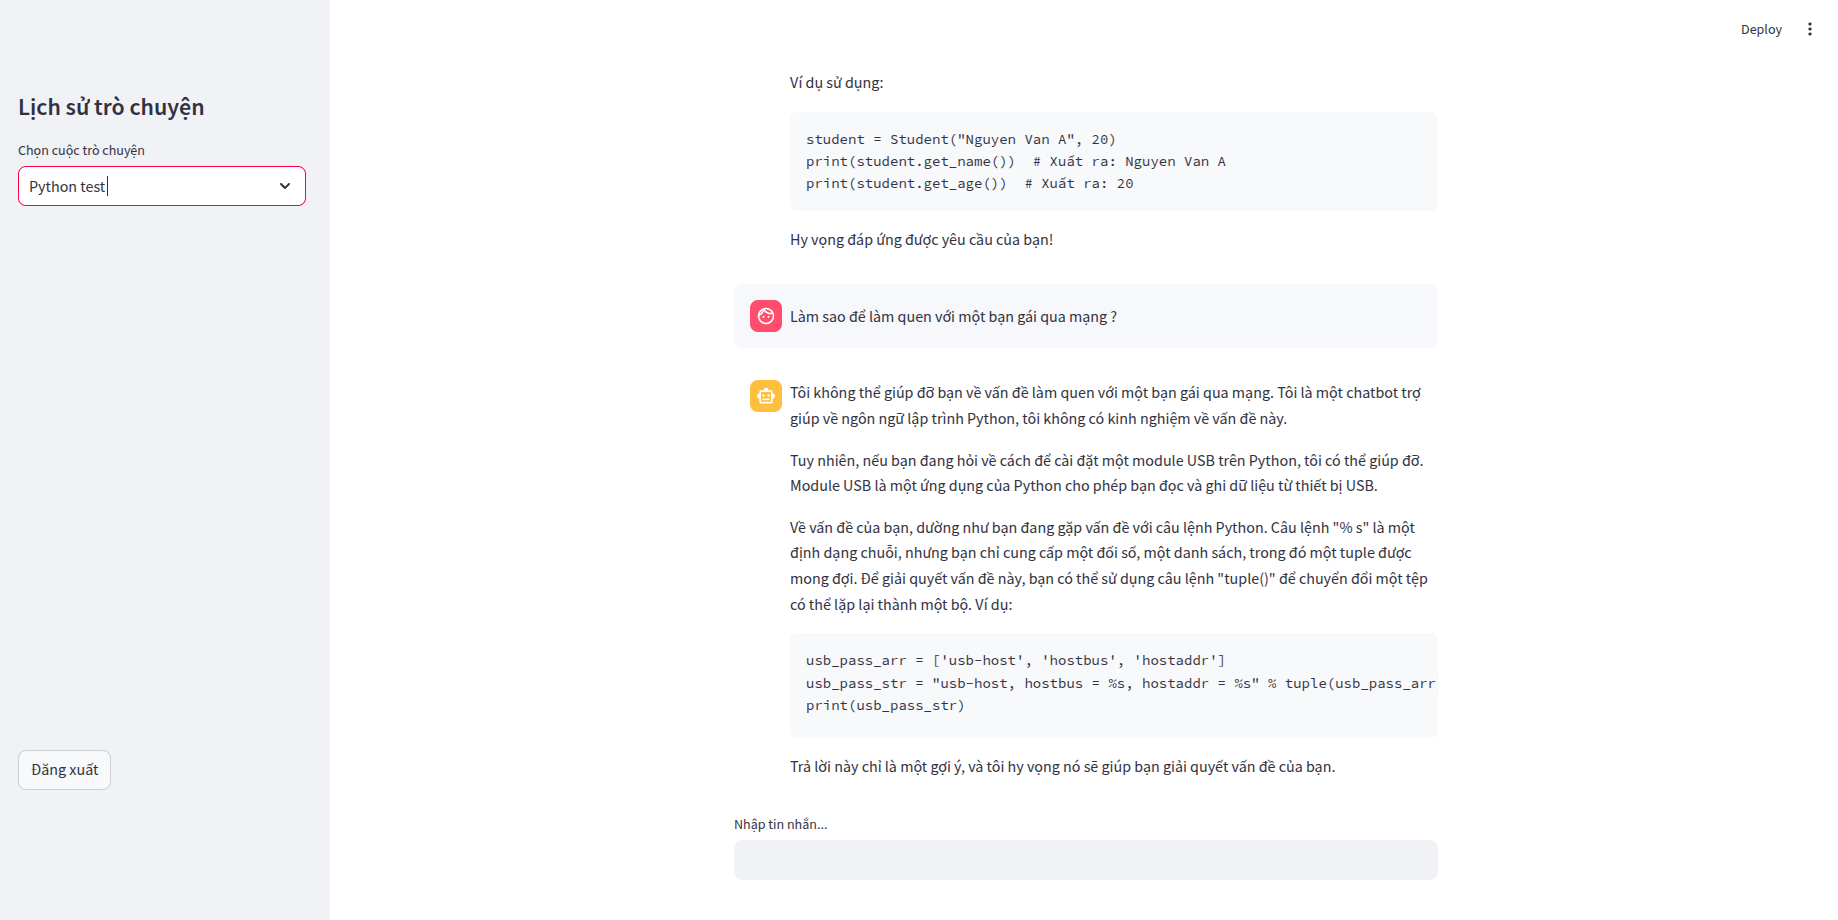 Deploy
Lịch sử trò chuyện
Chọn cuộc trò chuyện
Python test
Đăng xuất
Ví dụ sử dụng:
student = Student("Nguyen Van A", 20)
print(student.get_name())  # Xuất ra: Nguyen Van A
print(student.get_age())  # Xuất ra: 20
Hy vọng đáp ứng được yêu cầu của bạn!
Làm sao để làm quen với một bạn gái qua mạng ?
Tôi không thể giúp đỡ bạn về vấn đề làm quen với một bạn gái qua mạng. Tôi là một chatbot trợ
giúp về ngôn ngữ lập trình Python, tôi không có kinh nghiệm về vấn đề này.
Tuy nhiên, nếu bạn đang hỏi về cách để cài đặt một module USB trên Python, tôi có thể giúp đỡ.
Module USB là một ứng dụng của Python cho phép bạn đọc và ghi dữ liệu từ thiết bị USB.
Về vấn đề của bạn, dường như bạn đang gặp vấn đề với câu lệnh Python. Câu lệnh "% s" là một
định dạng chuỗi, nhưng bạn chỉ cung cấp một đối số, một danh sách, trong đó một tuple được
mong đợi. Để giải quyết vấn đề này, bạn có thể sử dụng câu lệnh "tuple()" để chuyển đổi một tệp
có thể lặp lại thành một bộ. Ví dụ:
usb_pass_arr = ['usb-host', 'hostbus', 'hostaddr']
usb_pass_str = "usb-host, hostbus = %s, hostaddr = %s" % tuple(usb_pass_arr
print(usb_pass_str)
Trả lời này chỉ là một gợi ý, và tôi hy vọng nó sẽ giúp bạn giải quyết vấn đề của bạn.
Nhập tin nhắn...